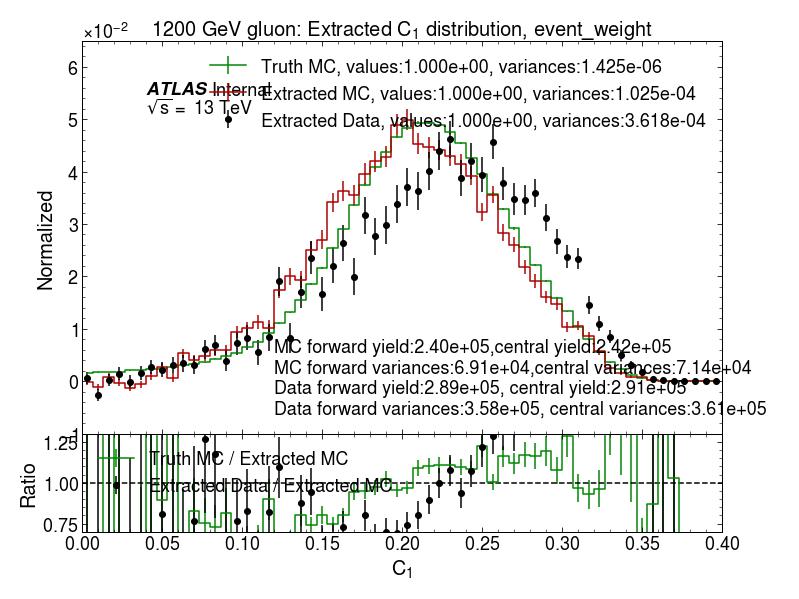 ×10⁻² 1200 GeV gluon: Extracted C₁ distribution, event_weight
Truth MC, values:1.000e+00, variances:1.425e-06
ATLAS Internal
Extracted MC, values:1.000e+00, variances:1.025e-04
√s = 13 TeV
Extracted Data, values:1.000e+00, variances:3.618e-04
6
5
4
3
2
1
0
1
Normalized
MC forward yield:2.40e+05,central yield:2.42e+05
MC forward variances:6.91e+04,central variances:7.14e+04
Data forward yield:2.89e+05, central yield:2.91e+05
Data forward variances:3.58e+05, central variances:3.61e+05
1.25
1.00
0.75
Ratio
Truth MC / Extracted MC
Extracted Data / Extracted MC
0.00 0.05 0.10 0.15 0.20 0.25 0.30 0.35 0.40
C₁